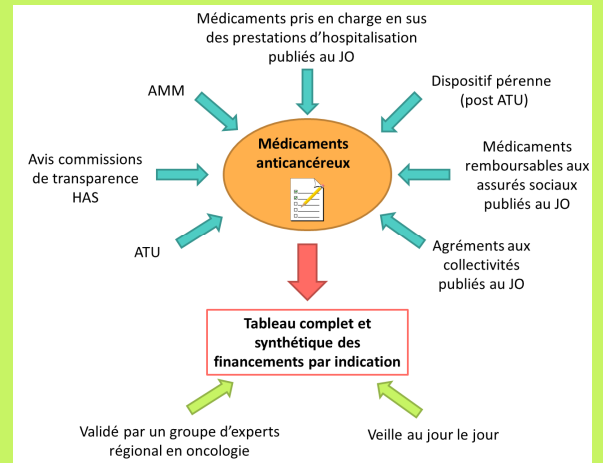 Médicaments pris en charge en sus
des prestations d'hospitalisation
publiés au JO
AMM
Dispositif pérenne
(post ATU)
Médicaments
anticancéreux
Avis commissions
de transparence
HAS
Médicaments
remboursables aux
assurés sociaux
publiés au JO
ATU
Agréments aux
collectivités
publiés au JO
Tableau complet et
synthétique des
financements par indication
Validé par un groupe d'experts
régional en oncologie
Veille au jour le jour